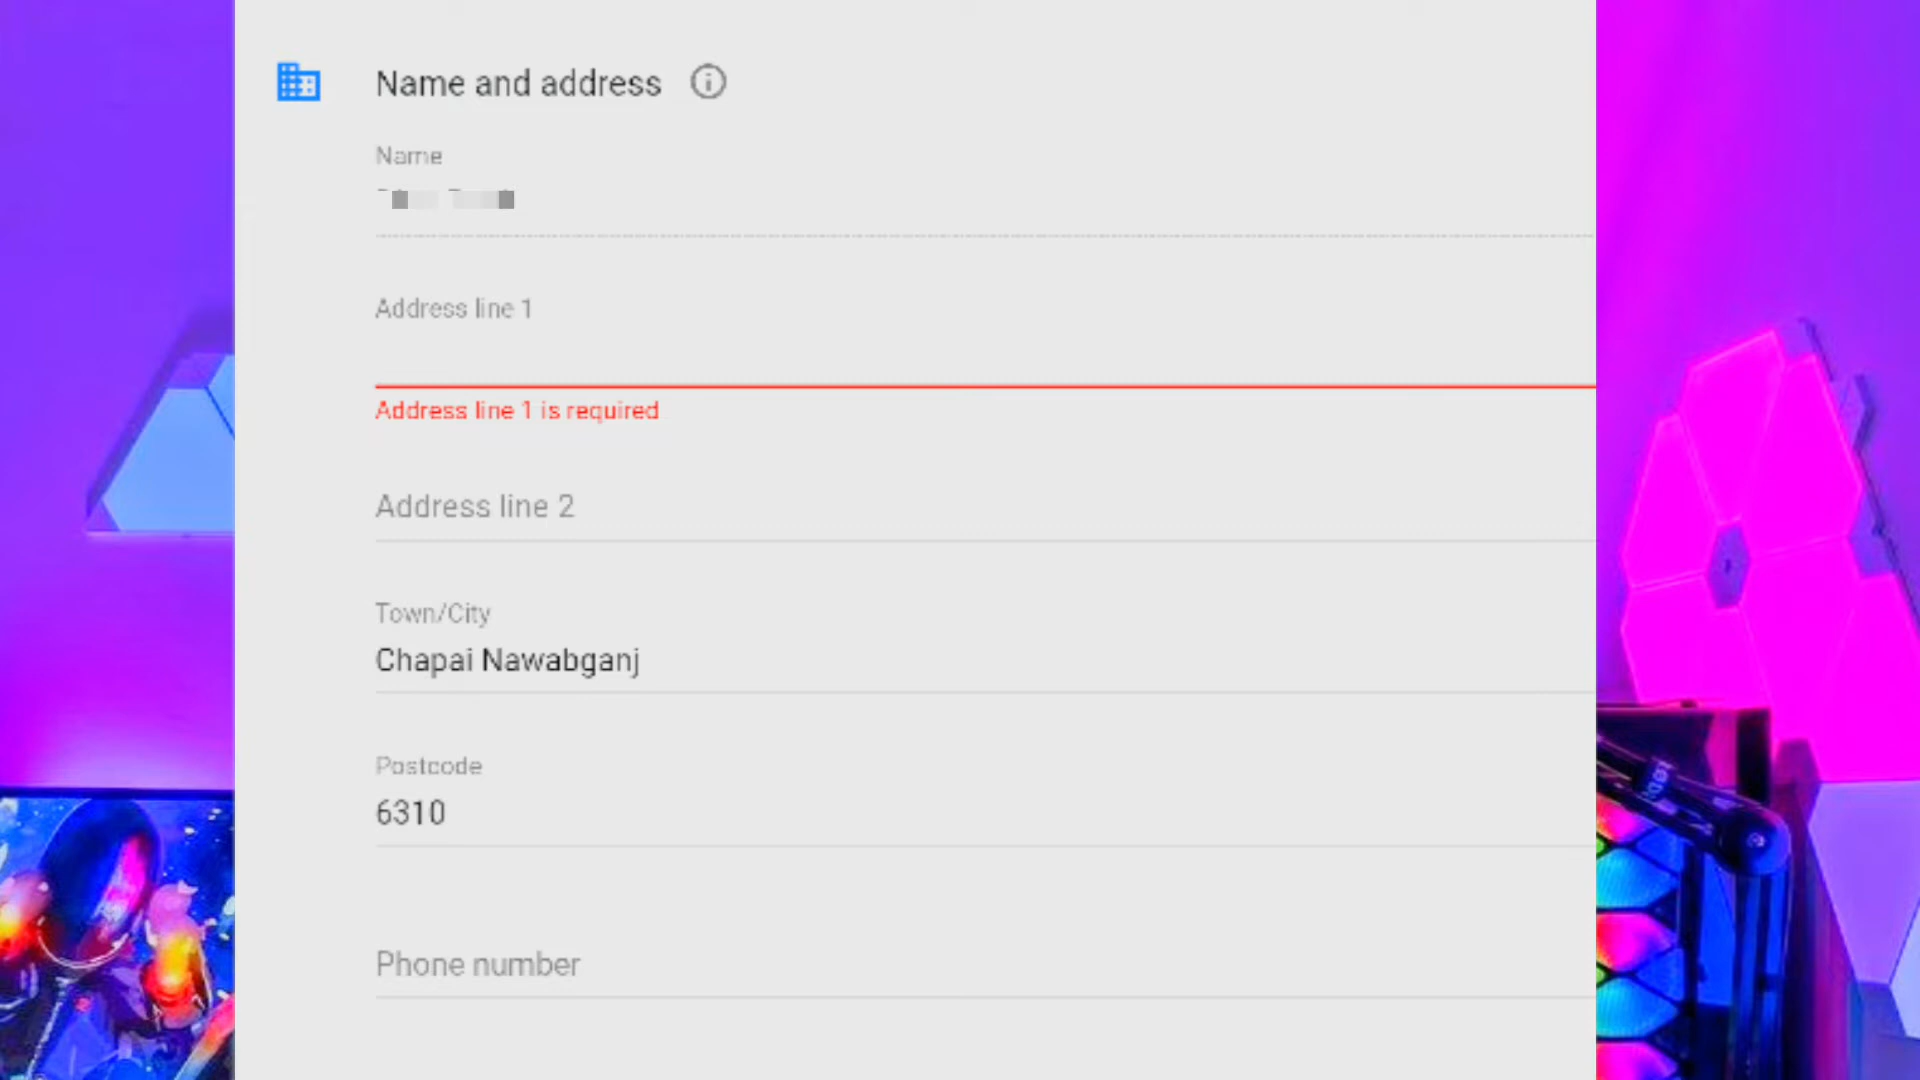 Name and address
Name
Address line 1
Address line 1 is required
Address line 2
Town/City
Chapai Nawabganj
Postcode
6310
Phone number